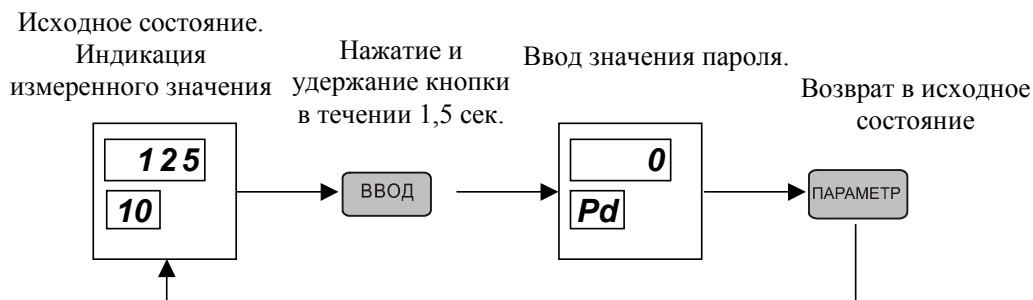 Исходное состояние.
Индикация
измеренного значения
Нажатие и
удержание кнопки
в течении 1,5 сек.
Ввод значения пароля.
Возврат в исходное
состояние
125
10
ВВОД
0
Pd
ПАРАМЕТР